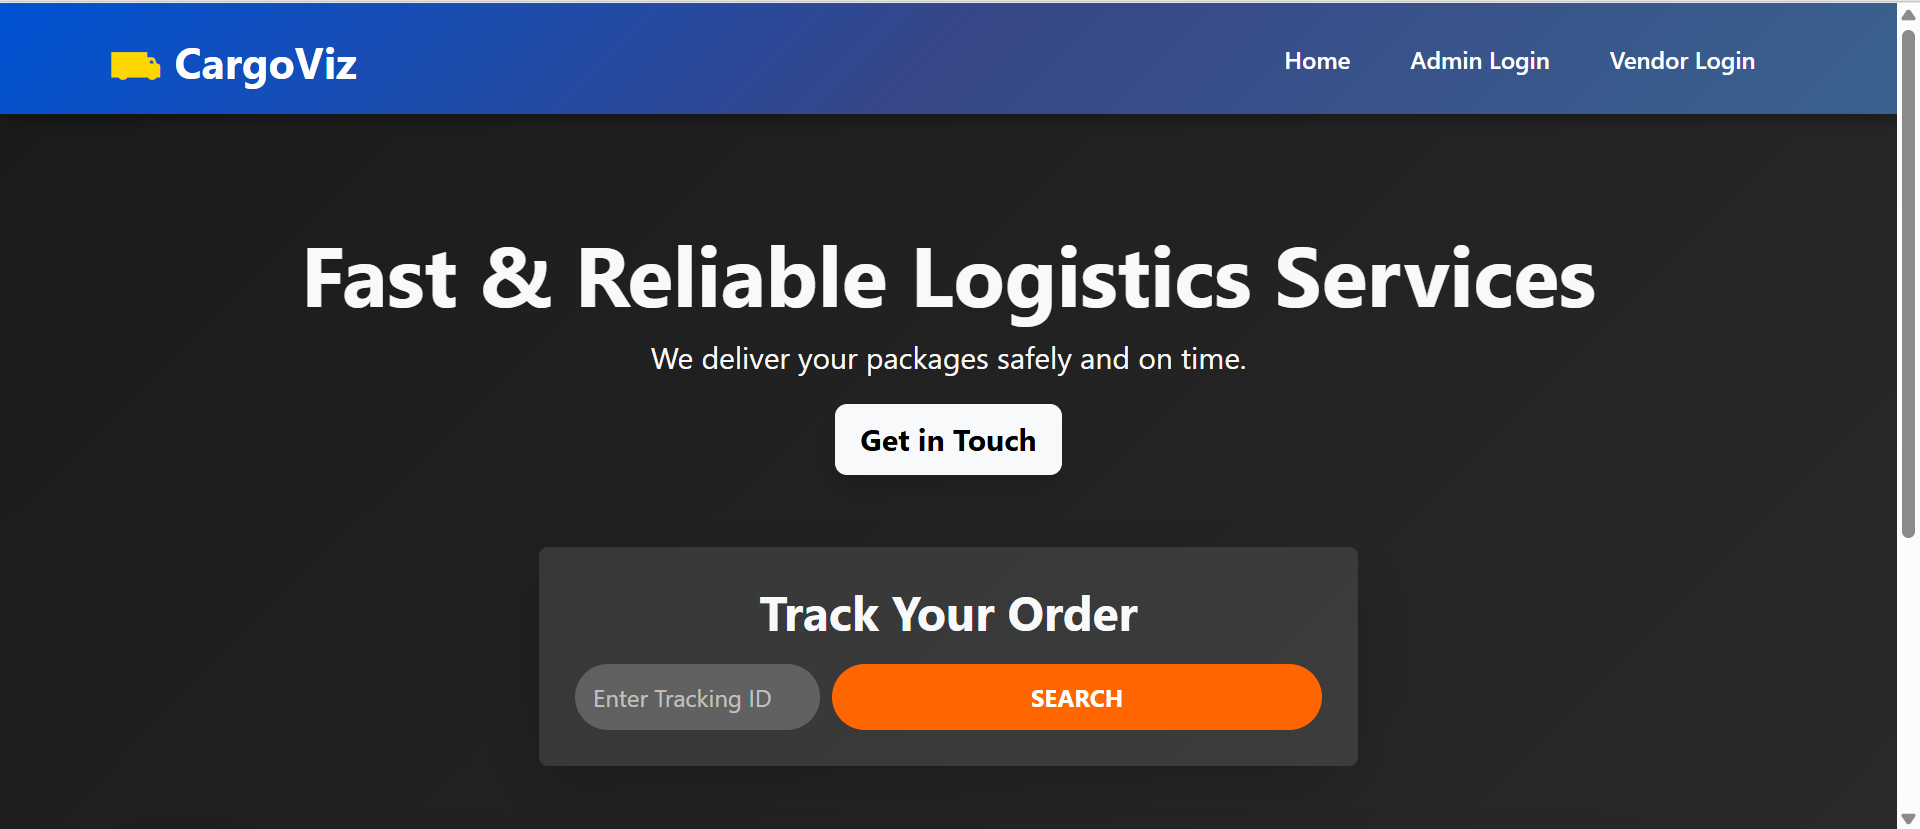 CargoViz
Home Admin Login Vendor Login
Fast & Reliable Logistics Services
We deliver your packages safely and on time.
Get in Touch
Track Your Order
Enter Tracking ID SEARCH